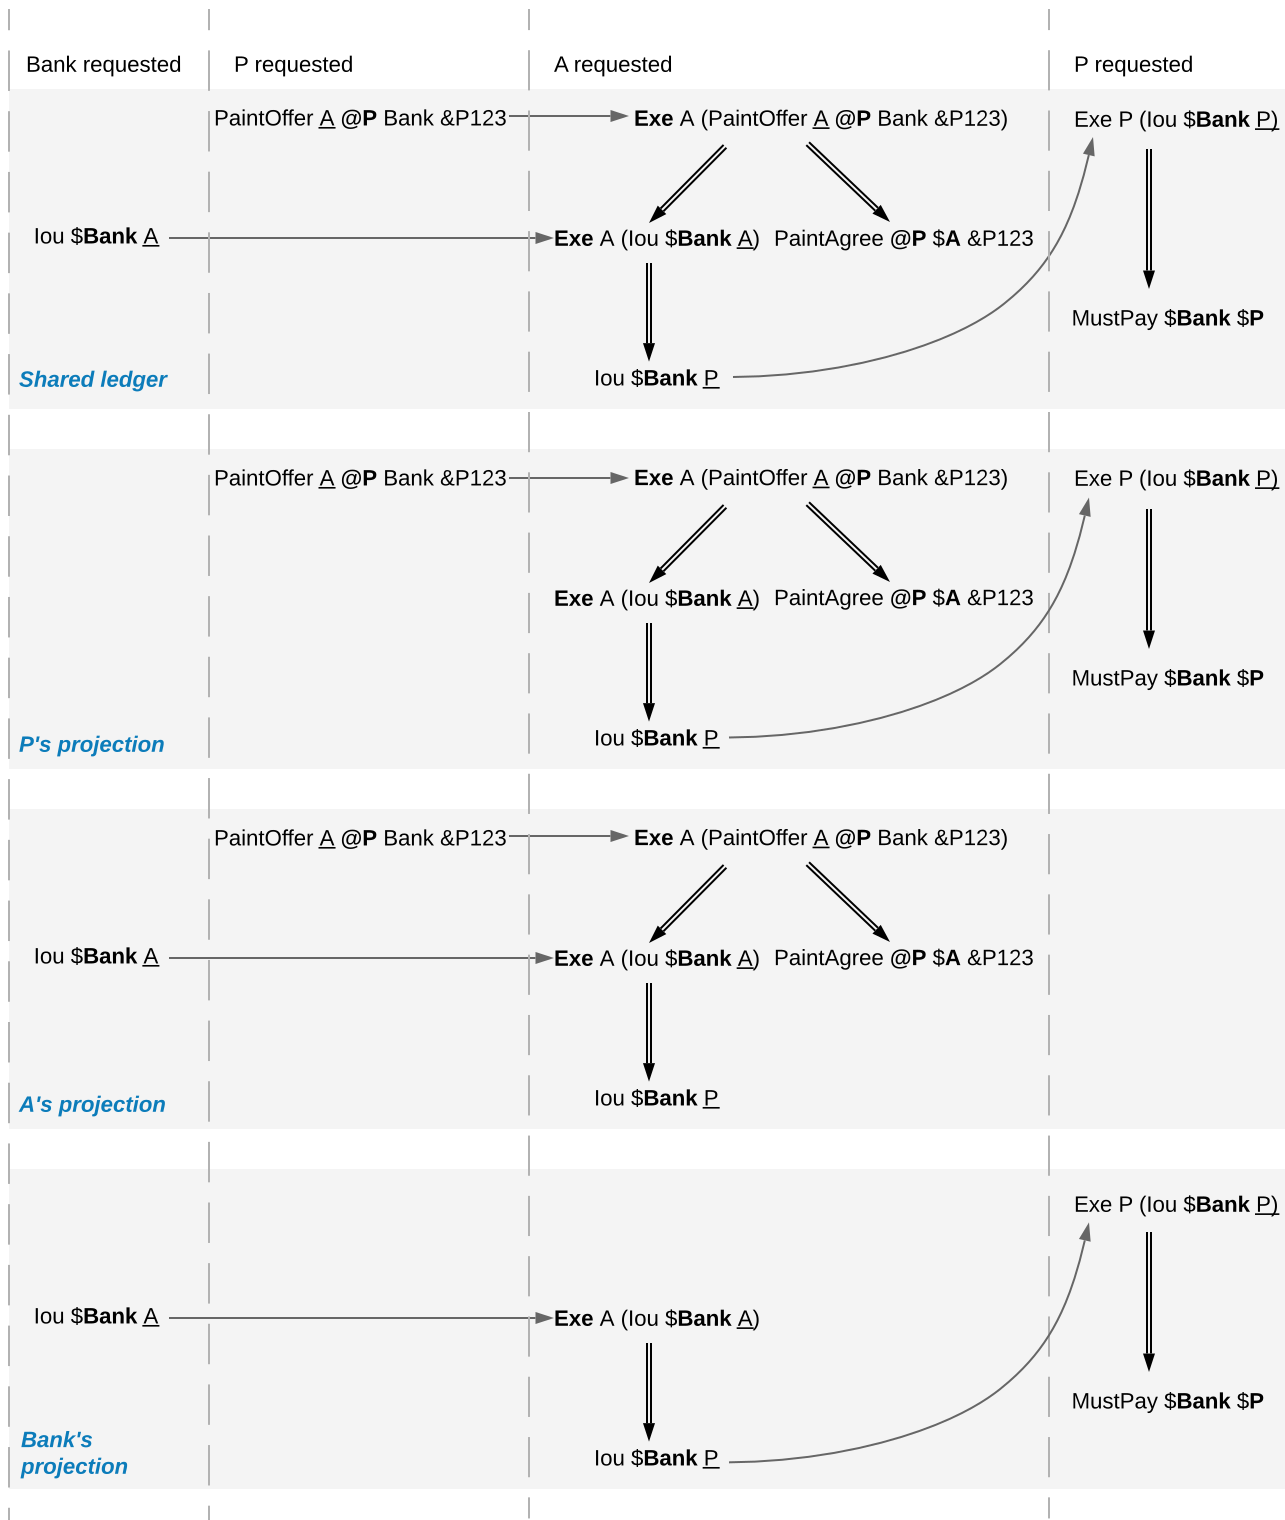 Bank requested
P requested
A requested
P requested
PaintOffer A @P Bank &P123
Exe A (PaintOffer A @P Bank &P123)
Exe P (Iou $Bank P)
Iou $Bank A
Exe A (Iou $Bank A)
PaintAgree @P $A &P123
MustPay $Bank $P
Shared ledger
Iou $Bank P
PaintOffer A @P Bank &P123
Exe A (PaintOffer A @P Bank &P123)
Exe P (Iou $Bank P)
Exe A (Iou $Bank A)
PaintAgree @P $A &P123
MustPay $Bank $P
P's projection
Iou $Bank P
PaintOffer A @P Bank &P123
Exe A (PaintOffer A @P Bank &P123)
Iou $Bank A
Exe A (Iou $Bank A)
PaintAgree @P $A &P123
A's projection
Iou $Bank P
Exe P (Iou $Bank P)
Iou $Bank A
Exe A (Iou $Bank A)
MustPay $Bank $P
Bank's
projection
Iou $Bank P